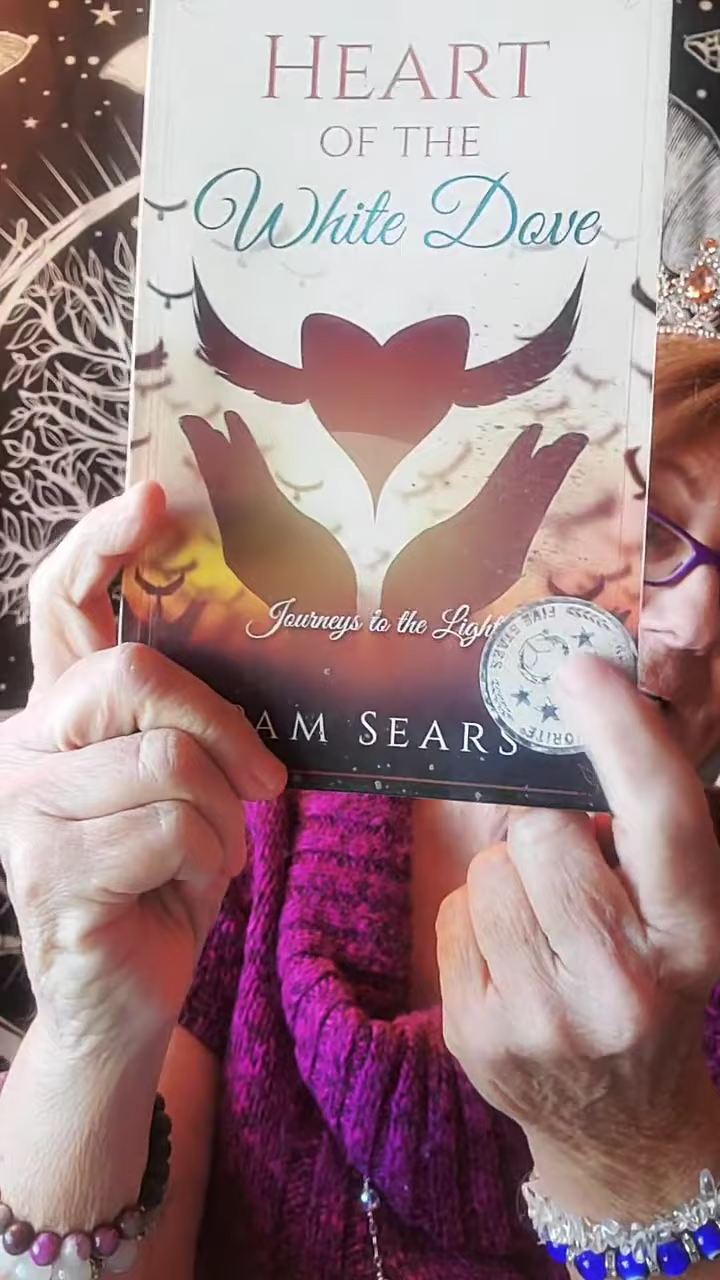 HEART
OF THE
White Dove
Journeys to the Light
AM SEARS
FIVE STARS